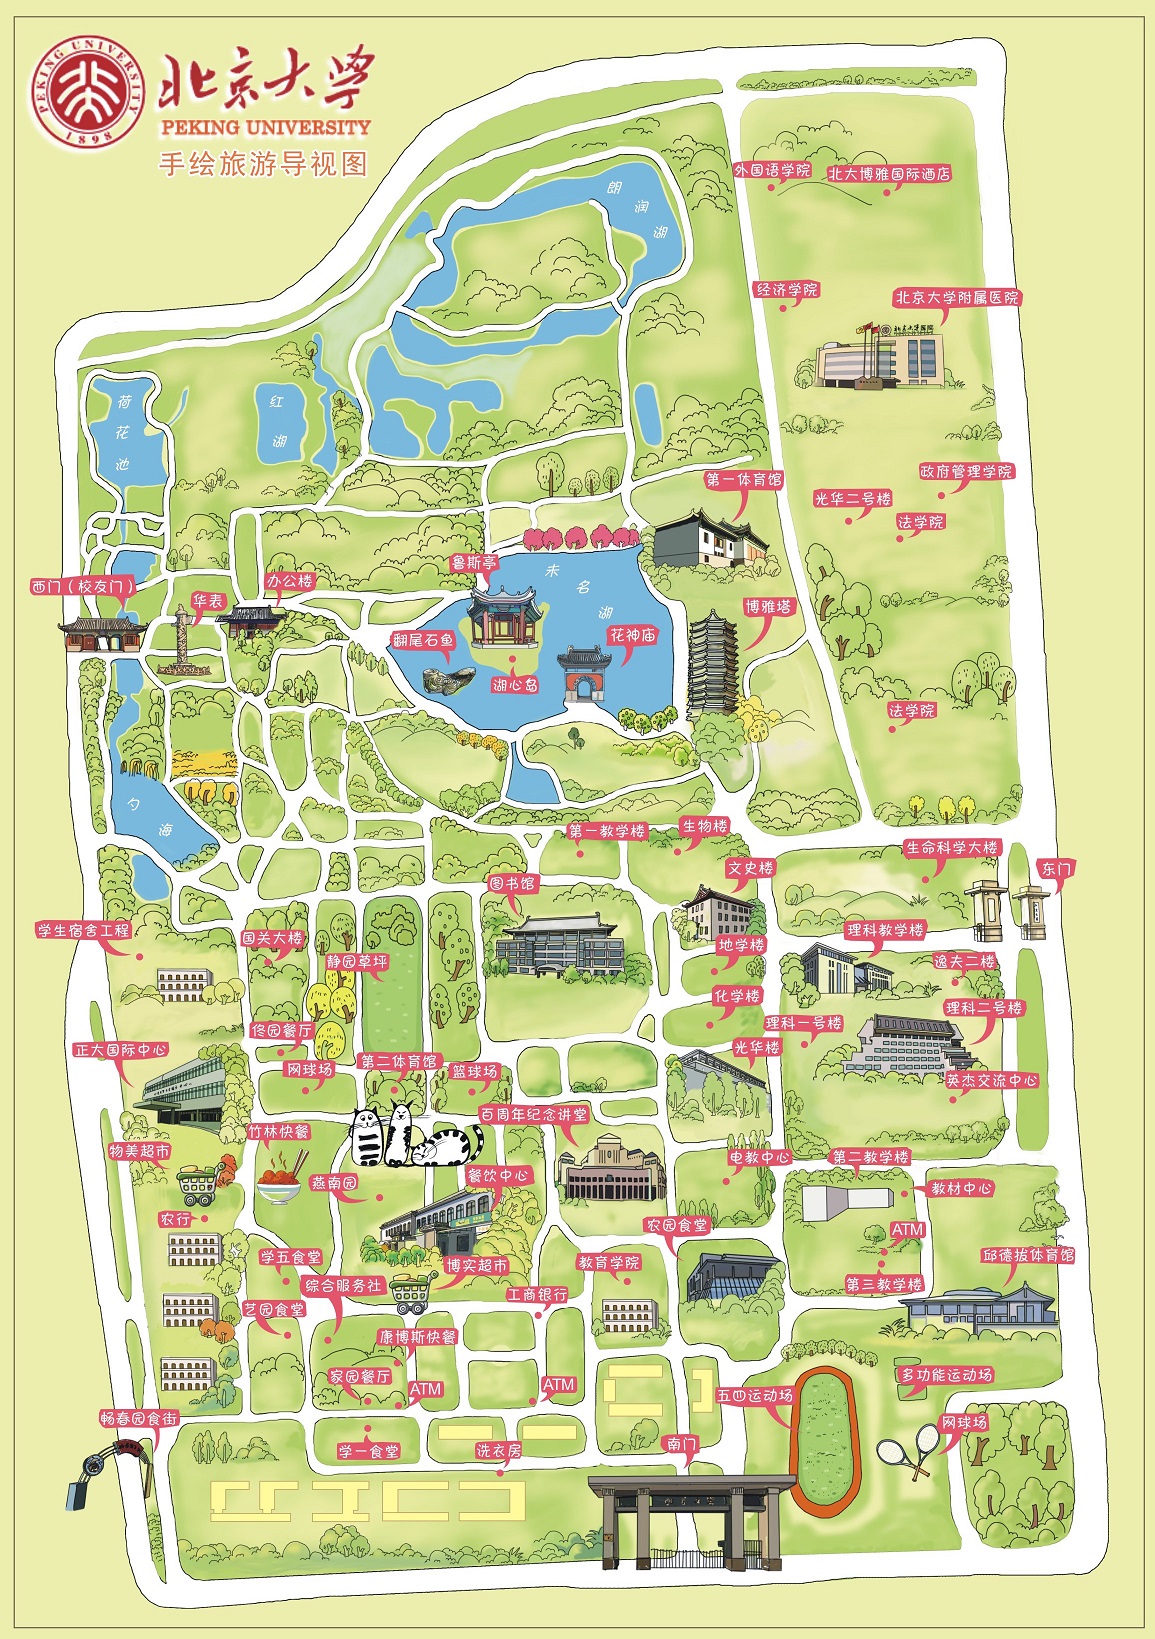 PEKING UNIVERSITY
1898
北京大学
PEKING UNIVERSITY
手绘旅游导视图
朗润湖
外国语学院
北大博雅国际酒店
经济学院
北京大学附属医院
北京大学医院
荷花池
红湖
政府管理学院
光华二号楼
法学院
第一体育馆
鲁斯亭
未名湖
西门（校友门）
华表
办公楼
翻尾石鱼
湖心岛
花神庙
博雅塔
法学院
勺海
第一教学楼
生物楼
生命科学大楼
文史楼
东门
图书馆
学生宿舍工程
国关大楼
静园草坪
地学楼
理科教学楼
逸夫二楼
化学楼
理科一号楼
理科二号楼
佟园餐厅
正大国际中心
网球场
第二体育馆
篮球场
光华楼
英杰交流中心
百周年纪念讲堂
物美超市
竹林快餐
燕南园
餐饮中心
电教中心
第二教学楼
教材中心
农行
农园食堂
ATM
学五食堂
综合服务社
博实超市
教育学院
第三教学楼
邱德拔体育馆
艺园食堂
工商银行
康博斯快餐
家园餐厅
ATM
ATM
五四运动场
多功能运动场
畅春园食街
学一食堂
洗衣房
南门
网球场